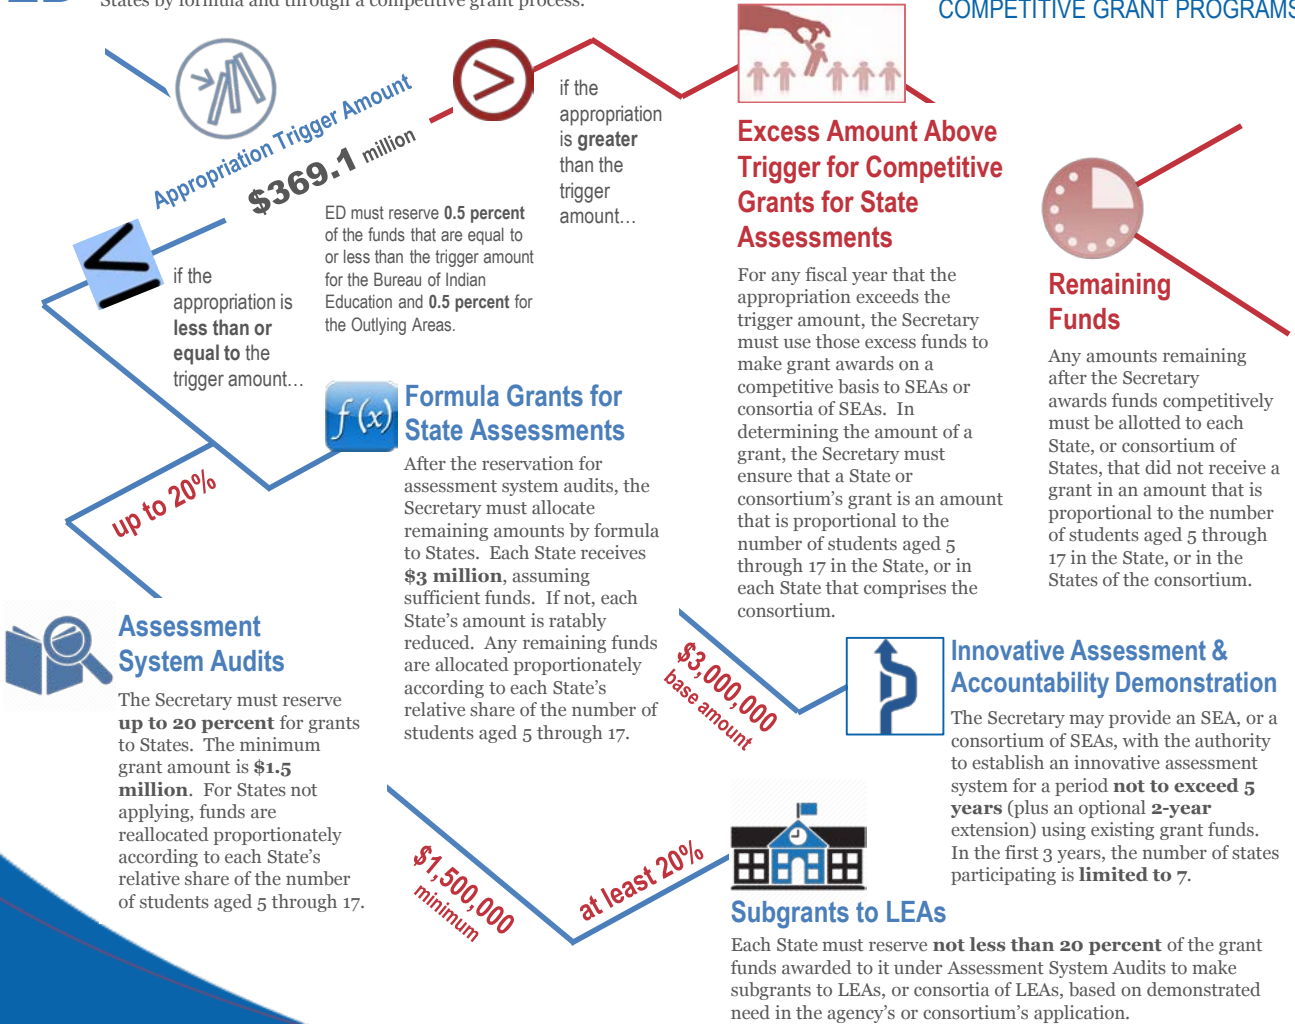 ED
States by formula and through a competitive grant process.
COMPETITIVE GRANT PROGRAMS
Appropriation Trigger Amount
$369.1 million
>
if the
appropriation
is greater
than the
trigger
amount…
ED must reserve 0.5 percent
of the funds that are equal to
or less than the trigger amount
for the Bureau of Indian
Education and 0.5 percent for
the Outlying Areas.
≤
if the
appropriation is
less than or
equal to the
trigger amount…
Excess Amount Above
Trigger for Competitive
Grants for State
Assessments
For any fiscal year that the
appropriation exceeds the
trigger amount, the Secretary
must use those excess funds to
make grant awards on a
competitive basis to SEAs or
consortia of SEAs.  In
determining the amount of a
grant, the Secretary must
ensure that a State or
consortium's grant is an amount
that is proportional to the
number of students aged 5
through 17 in the State, or in
each State that comprises the
consortium.
Remaining
Funds
Any amounts remaining
after the Secretary
awards funds competitively
must be allotted to each
State, or consortium of
States, that did not receive a
grant in an amount that is
proportional to the number
of students aged 5 through
17 in the State, or in the
States of the consortium.
f(x)
Formula Grants for
State Assessments
After the reservation for
assessment system audits, the
Secretary must allocate
remaining amounts by formula
to States.  Each State receives
$3 million, assuming
sufficient funds.  If not, each
State's amount is ratably
reduced.  Any remaining funds
are allocated proportionately
according to each State's
relative share of the number of
students aged 5 through 17.
up to 20%
Assessment
System Audits
The Secretary must reserve
up to 20 percent for grants
to States.  The minimum
grant amount is $1.5
million.  For States not
applying, funds are
reallocated proportionately
according to each State's
relative share of the number
of students aged 5 through 17.
$3,000,000
base amount
Innovative Assessment &
Accountability Demonstration
The Secretary may provide an SEA, or a
consortium of SEAs, with the authority
to establish an innovative assessment
system for a period not to exceed 5
years (plus an optional 2-year
extension) using existing grant funds.
In the first 3 years, the number of states
participating is limited to 7.
$1,500,000
minimum
at least 20%
Subgrants to LEAs
Each State must reserve not less than 20 percent of the grant
funds awarded to it under Assessment System Audits to make
subgrants to LEAs, or consortia of LEAs, based on demonstrated
need in the agency's or consortium's application.